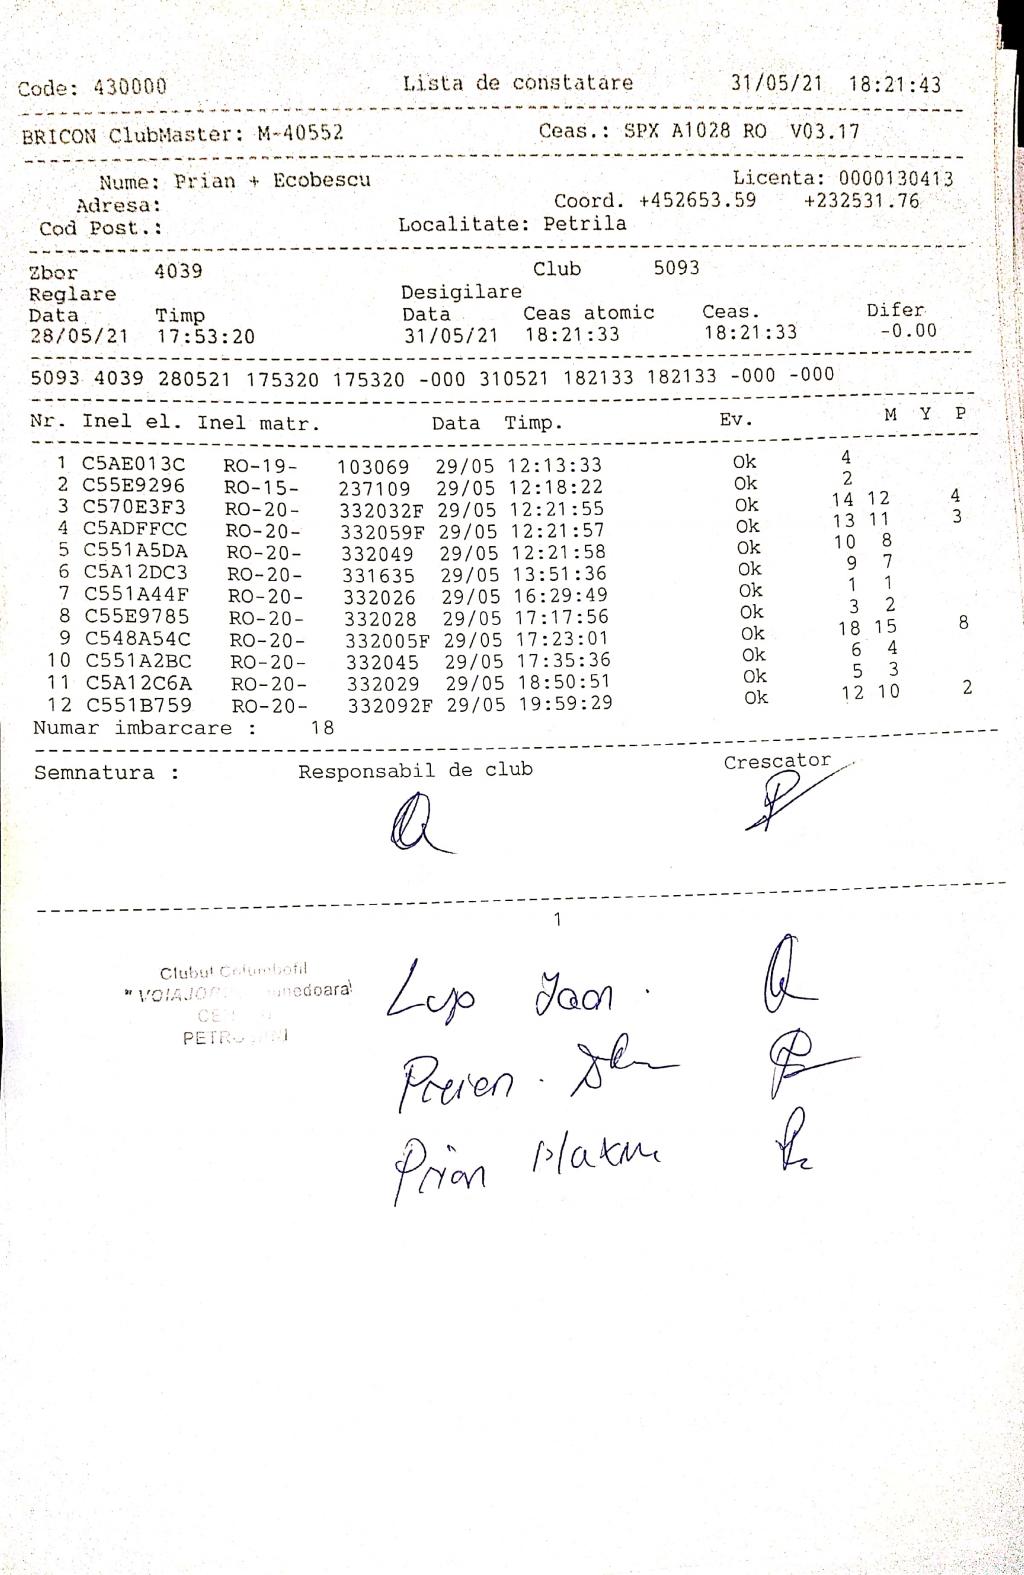 Code: 430000 Lista de constatare 31/05/21 18:21:43
BRICON ClubMaster: M-40552 Ceas.: SPX A1028 RO V03.17
Nume: Prian + Ecobescu Licenta: 0000130413
Adresa: Coord. +452653.59 +232531.76
Cod Post.: Localitate: Petrila
Zbor 4039 Club 5093
Reglare Desigilare
Data Timp Data Ceas atomic Ceas. Difer
28/05/21 17:53:20 31/05/21 18:21:33 18:21:33 -0.00
5093 4039 280521 175320 175320 -000 310521 182133 182133 -000 -000
Nr. Inel el. Inel matr. Data Timp. Ev. M Y P
1 C5AE013C RO-19- 103069 29/05 12:13:33 Ok 4
2 C55E9296 RO-15- 237109 29/05 12:18:22 Ok 2
3 C570E3F3 RO-20- 332032F 29/05 12:21:55 Ok 14 12 4
4 C5ADFFCC RO-20- 332059F 29/05 12:21:57 Ok 13 11 3
5 C551A5DA RO-20- 332049 29/05 12:21:58 Ok 10 8
6 C5A12DC3 RO-20- 331635 29/05 13:51:36 Ok 9 7
7 C551A44F RO-20- 332026 29/05 16:29:49 Ok 1 1
8 C55E9785 RO-20- 332028 29/05 17:17:56 Ok 3 2
9 C548A54C RO-20- 332005F 29/05 17:23:01 Ok 18 15 8
10 C551A2BC RO-20- 332045 29/05 17:35:36 Ok 6 4
11 C5A12C6A RO-20- 332029 29/05 18:50:51 Ok 5 3
12 C551B759 RO-20- 332092F 29/05 19:59:29 Ok 12 10 2
Numar imbarcare : 18
Semnatura : Responsabil de club Crescator
1
Clubul Columbofil
Lup Ioan
Prian